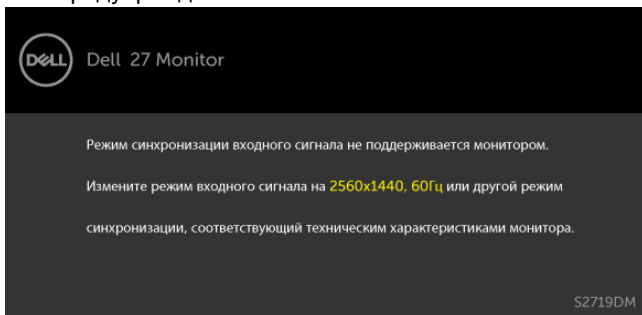 DELL
Dell 27 Monitor
Режим синхронизации входного сигнала не поддерживается монитором.
Измените режим входного сигнала на 2560x1440, 60Гц или другой режим
синхронизации, соответствующий техническим характеристиками монитора.
S2719DM